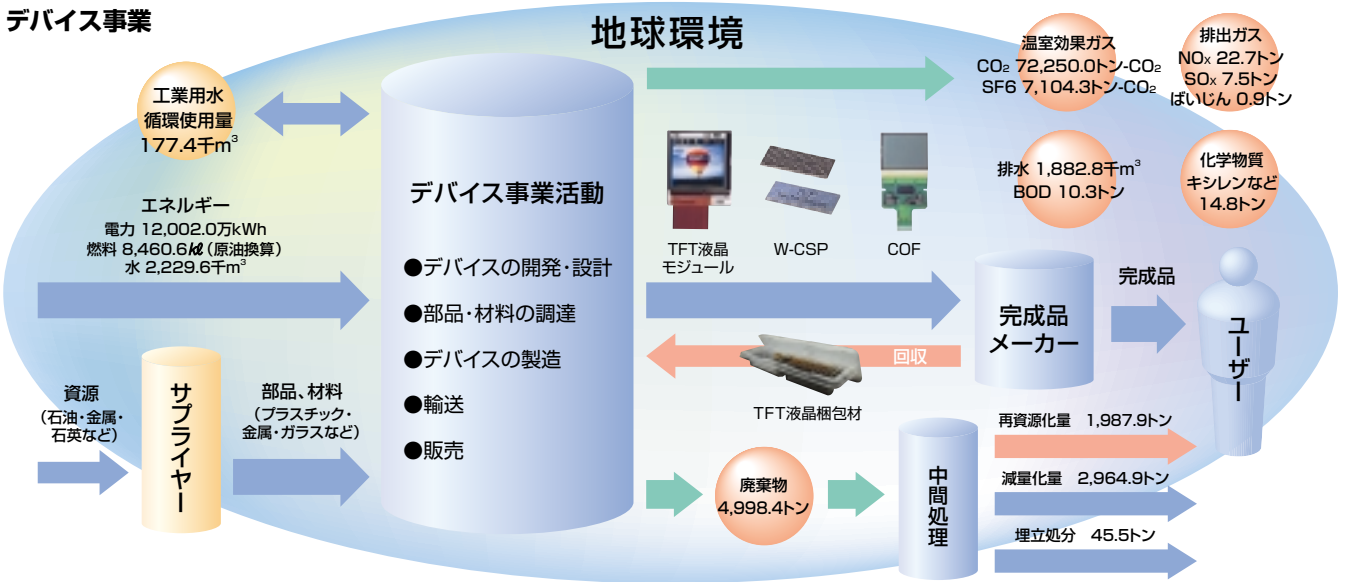 デバイス事業
地球環境
工業用水
循環使用量
177.4千m³
エネルギー
電力 12,002.0万kWh
燃料 8,460.6㎘(原油換算)
水 2,229.6千m³
資源
(石油・金属・
石英など)
サプライヤー
部品、材料
(プラスチック・
金属・ガラスなど)
デバイス事業活動
●デバイスの開発・設計
●部品・材料の調達
●デバイスの製造
●輸送
●販売
温室効果ガス
CO₂ 72,250.0トン-CO₂
SF6 7,104.3トン-CO₂
排出ガス
NOx 22.7トン
SOx 7.5トン
ばいじん 0.9トン
排水 1,882.8千m³
BOD 10.3トン
化学物質
キシレンなど
14.8トン
TFT液晶
モジュール
W-CSP
COF
完成品
メーカー
完成品
ユーザー
回収
TFT液晶梱包材
廃棄物
4,998.4トン
中間処理
再資源化量 1,987.9トン
減量化量 2,964.9トン
埋立処分 45.5トン